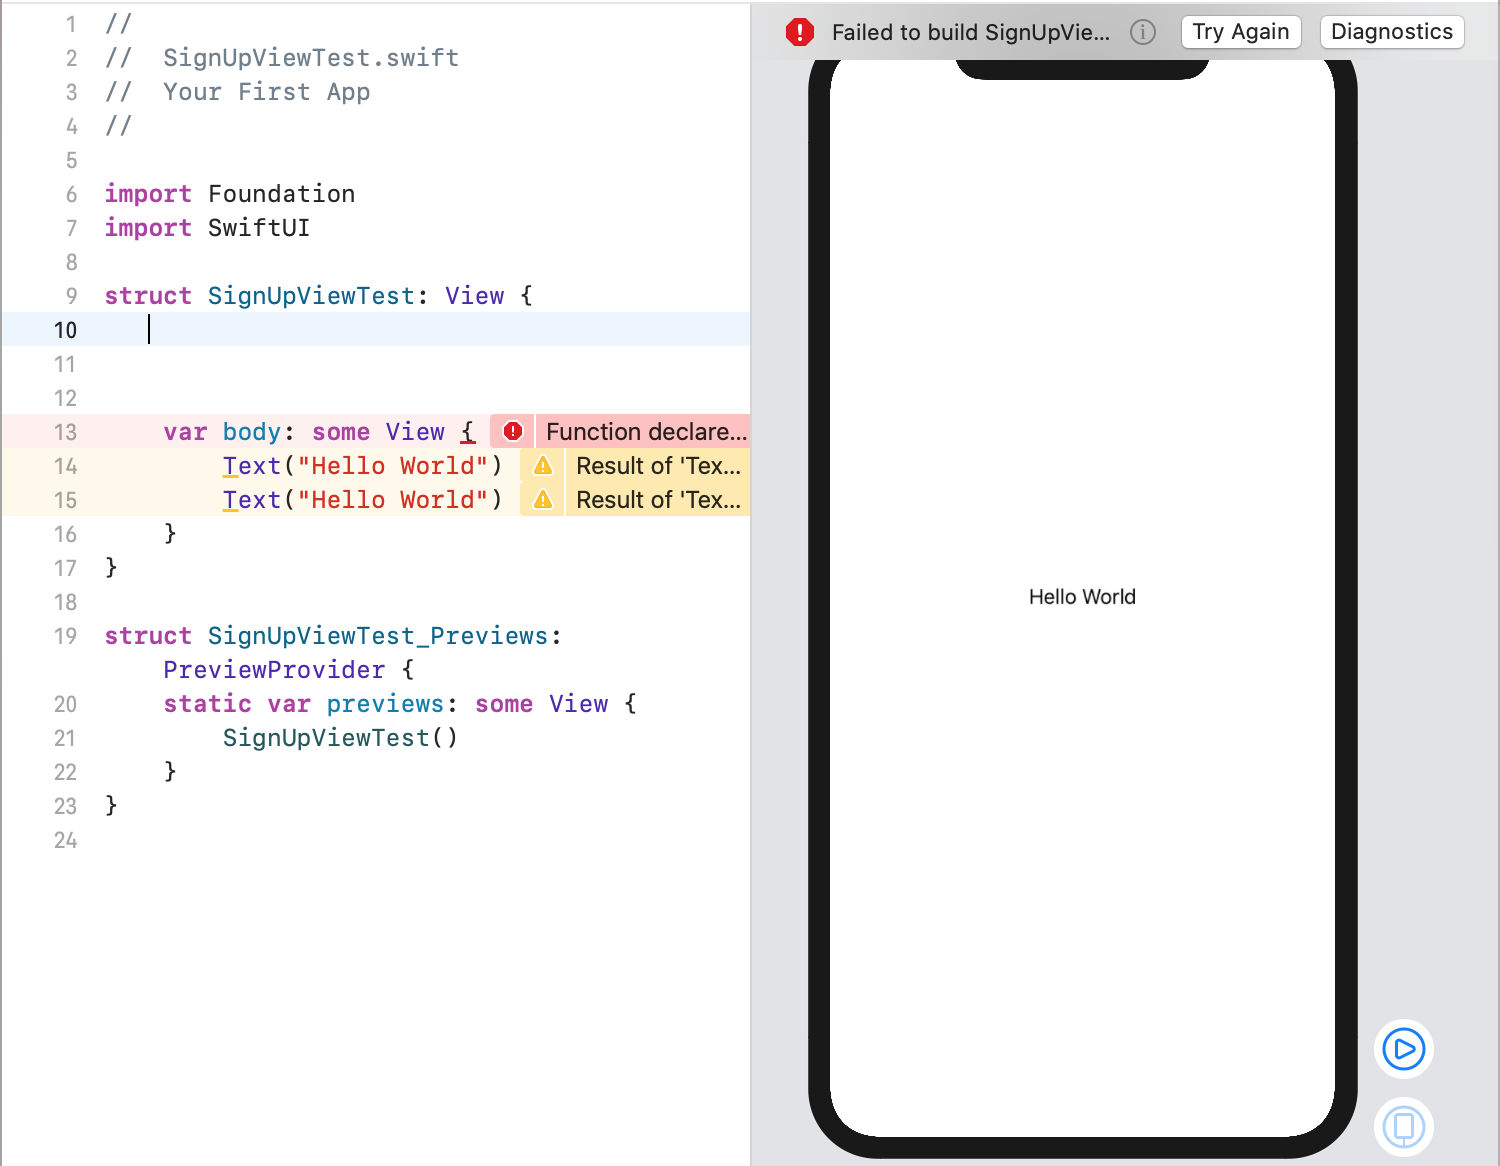 1 //
2 //  SignUpViewTest.swift
3 //  Your First App
4 //
5
6 import Foundation
7 import SwiftUI
8
9 struct SignUpViewTest: View {
10
11
12
13     var body: some View { Function declare...
14         Text("Hello World") Result of 'Tex...
15         Text("Hello World") Result of 'Tex...
16     }
17 }
18
19 struct SignUpViewTest_Previews:
    PreviewProvider {
20     static var previews: some View {
21         SignUpViewTest()
22     }
23 }
24
Failed to build SignUpVie... Try Again Diagnostics
Hello World